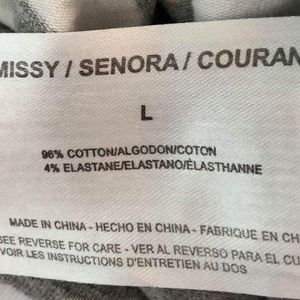 MISSY / SENORA / COURAN
L
96% COTTON/ALGODON/COTON
4% ELASTANE/ELASTANO/ÉLASTHANNE
MADE IN CHINA - HECHO EN CHINA - FABRIQUE EN CH
SEE REVERSE FOR CARE - VER AL REVERSO PARA EL CU
VOIR LES INSTRUCTIONS D'ENTRETIEN AU DOS